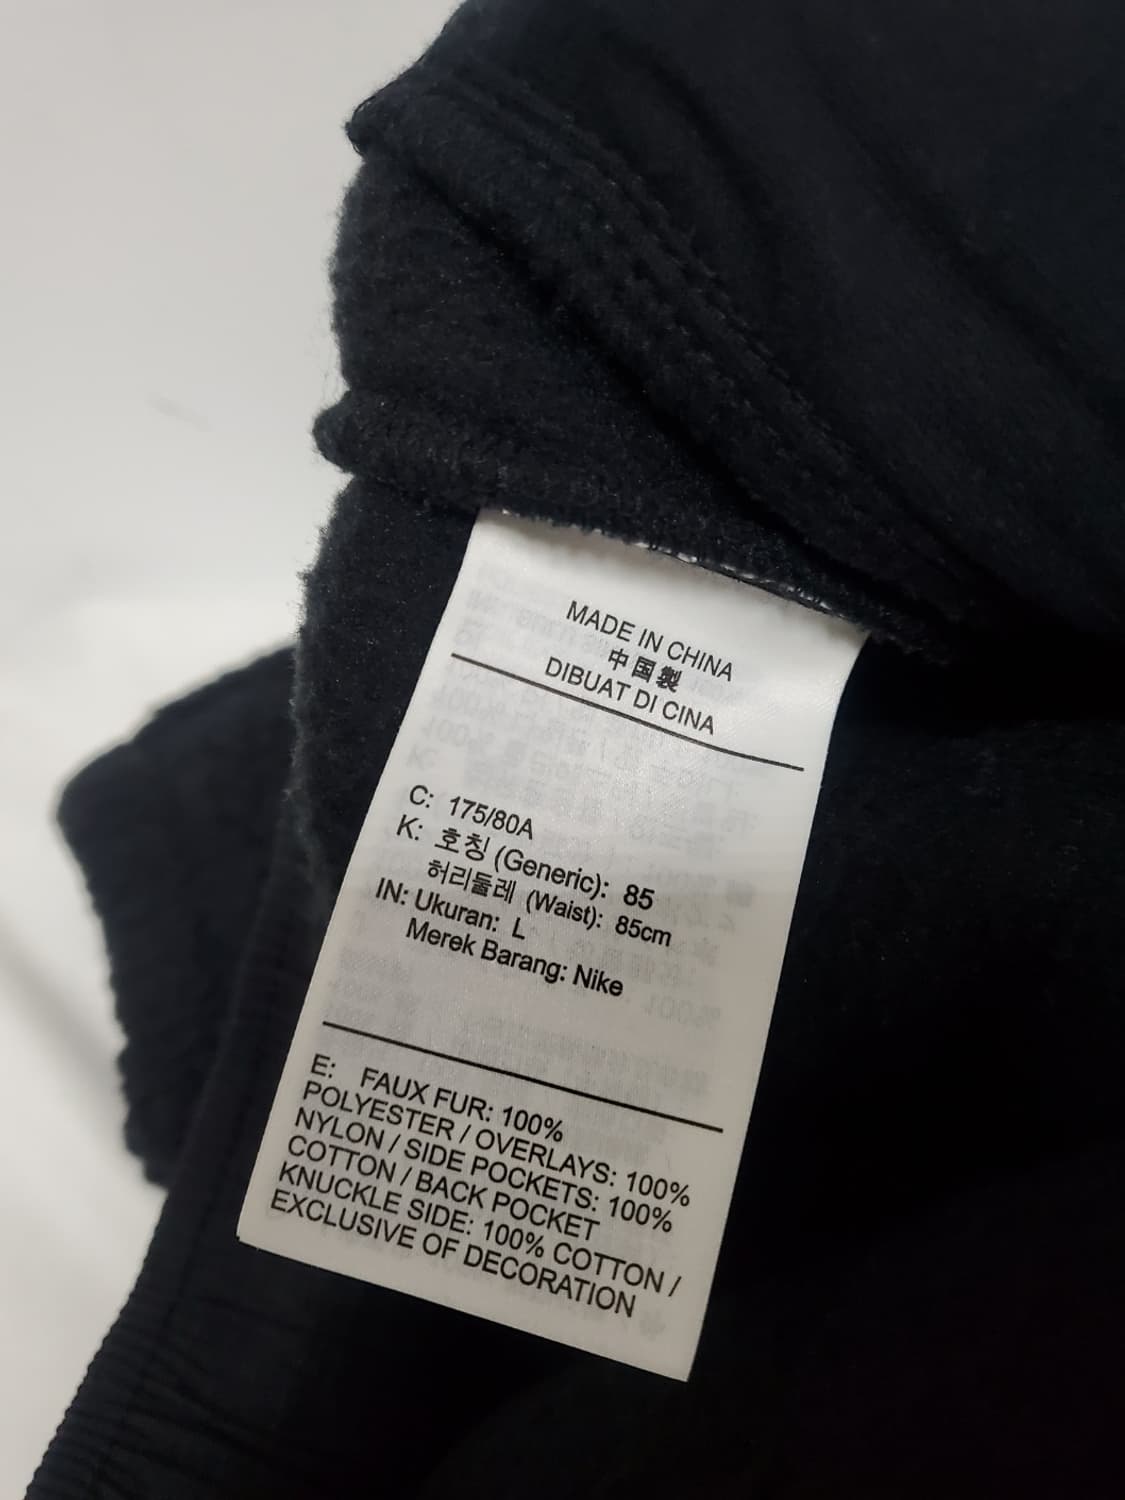 MADE IN CHINA
中国製
DIBUAT DI CINA
C: 175/80A
K: 호칭 (Generic): 85
허리둘레 (Waist): 85cm
IN: Ukuran: L
Merek Barang: Nike
E: FAUX FUR: 100%
POLYESTER / OVERLAYS: 100%
NYLON / SIDE POCKETS: 100%
COTTON / BACK POCKET
KNUCKLE SIDE: 100% COTTON /
EXCLUSIVE OF DECORATION